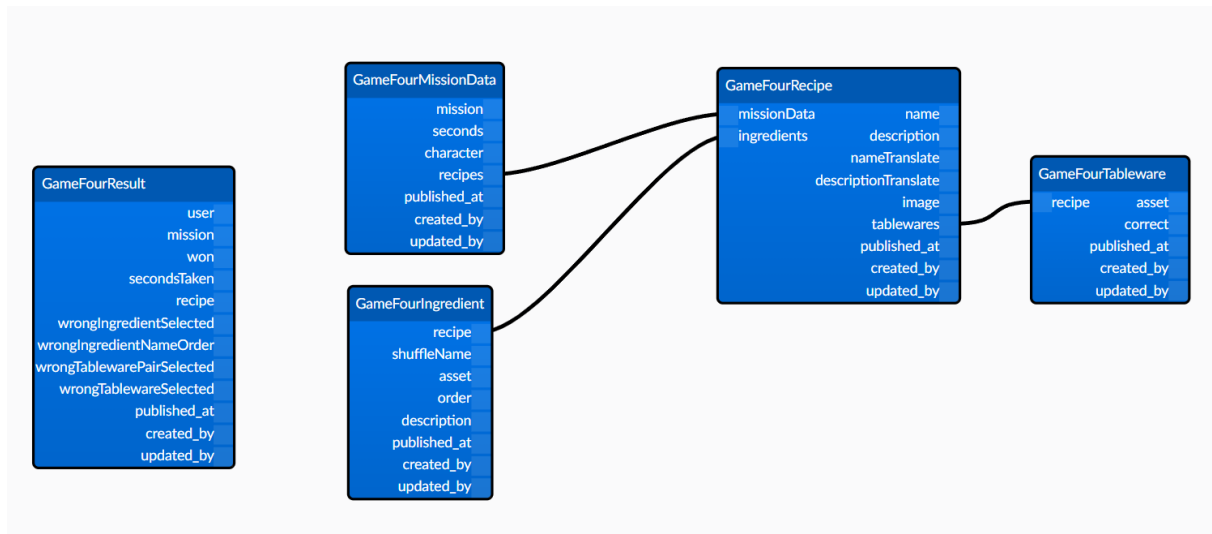 GameFourResult
user
mission
won
secondsTaken
recipe
wrongIngredientSelected
wrongIngredientNameOrder
wrongTablewarePairSelected
wrongTablewareSelected
published_at
created_by
updated_by
GameFourMissionData
mission
seconds
character
recipes
published_at
created_by
updated_by
GameFourIngredient
recipe
shuffleName
asset
order
description
published_at
created_by
updated_by
GameFourRecipe
missionData name
ingredients description
nameTranslate
descriptionTranslate
image
tablewares
published_at
created_by
updated_by
GameFourTableware
recipe asset
correct
published_at
created_by
updated_by